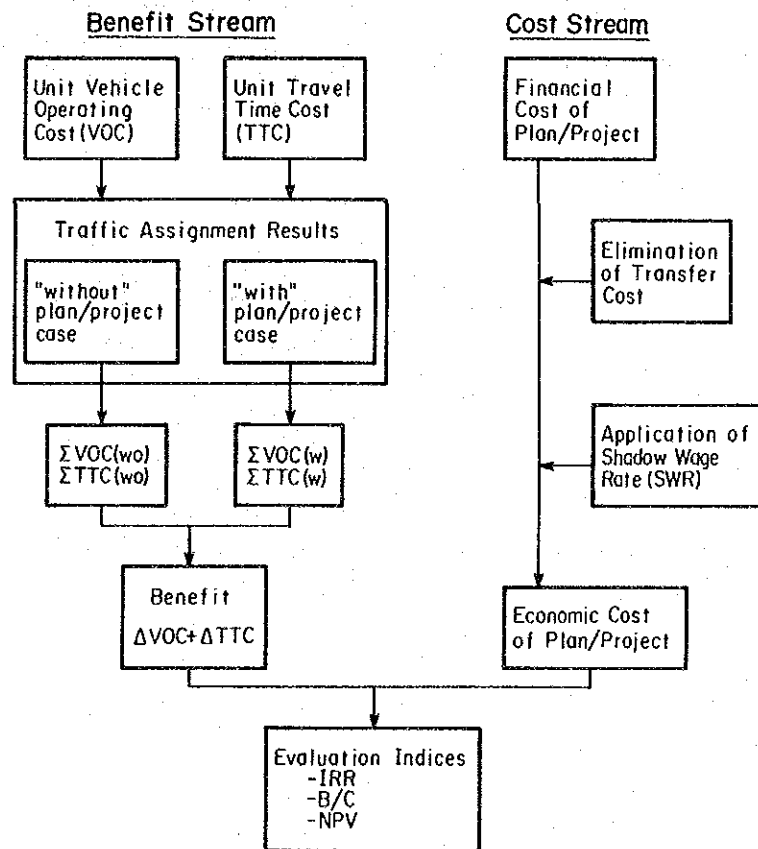 Benefit Stream
Cost Stream
Unit Vehicle
Operating
Cost(VOC)
Unit Travel
Time Cost
(TTC)
Financial
Cost of
Plan/Project
Traffic Assignment Results
"without"
plan/project
case
"with"
plan/project
case
Elimination
of Transfer
Cost
ΣVOC(wo)
ΣTTC(wo)
ΣVOC(w)
ΣTTC(w)
Application of
Shadow Wage
Rate(SWR)
Benefit
ΔVOC+ΔTTC
Economic Cost
of Plan/Project
Evaluation Indices
-IRR
-B/C
-NPV